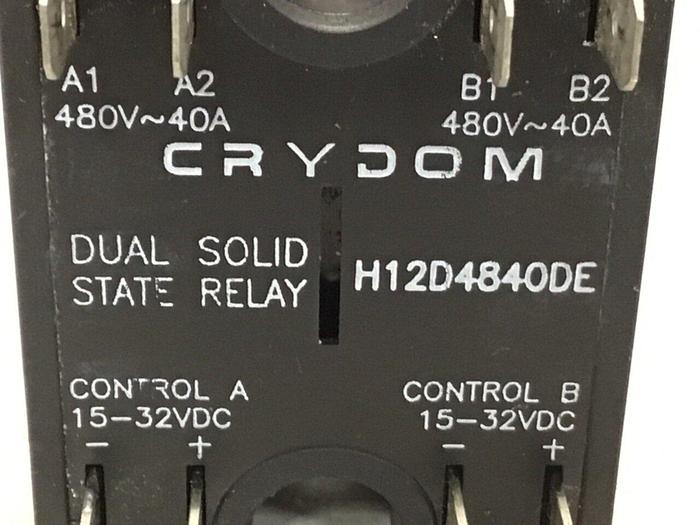 A1 A2 B1 B2
480V~40A 480V~40A
CRYDOM
DUAL SOLID
STATE RELAY
H12D4840DE
CONTROL A CONTROL B
15-32VDC 15-32VDC
- + - +